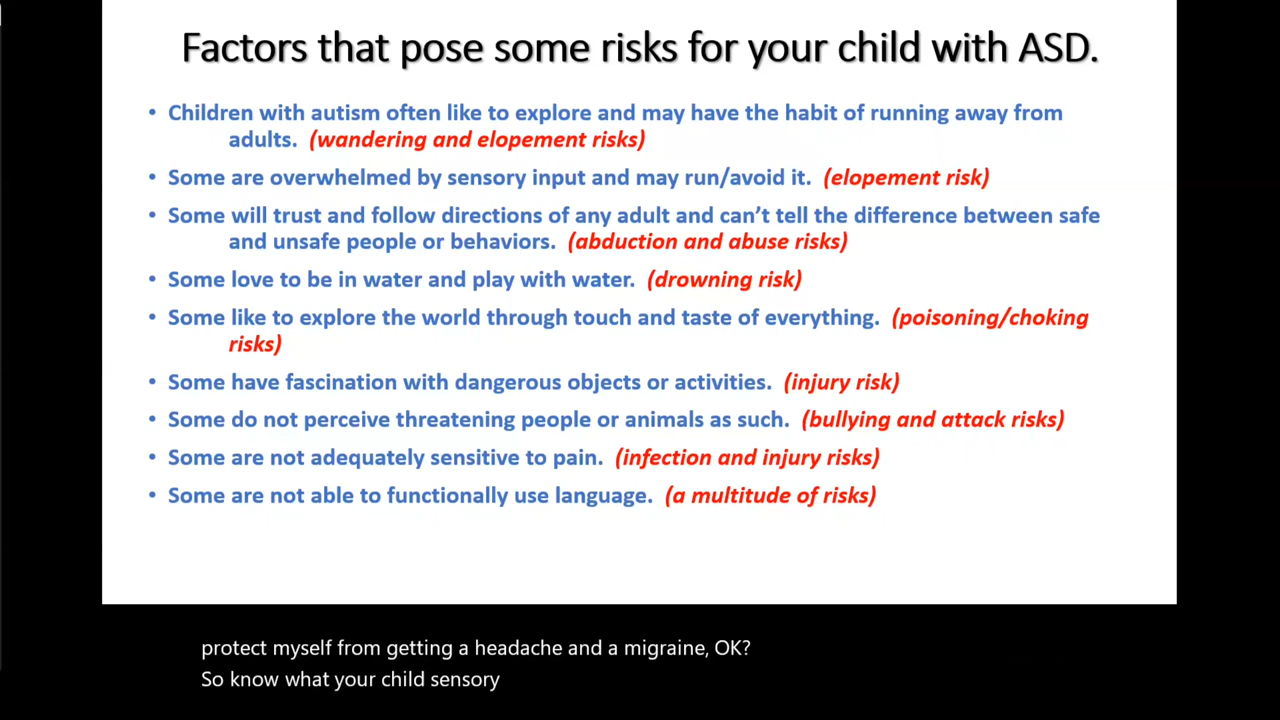 Factors that pose some risks for your child with ASD.
• Children with autism often like to explore and may have the habit of running away from
adults. (wandering and elopement risks)
• Some are overwhelmed by sensory input and may run/avoid it. (elopement risk)
• Some will trust and follow directions of any adult and can’t tell the difference between safe
and unsafe people or behaviors. (abduction and abuse risks)
• Some love to be in water and play with water. (drowning risk)
• Some like to explore the world through touch and taste of everything. (poisoning/choking
risks)
• Some have fascination with dangerous objects or activities. (injury risk)
• Some do not perceive threatening people or animals as such. (bullying and attack risks)
• Some are not adequately sensitive to pain. (infection and injury risks)
• Some are not able to functionally use language. (a multitude of risks)
protect myself from getting a headache and a migraine, OK?
So know what your child sensory